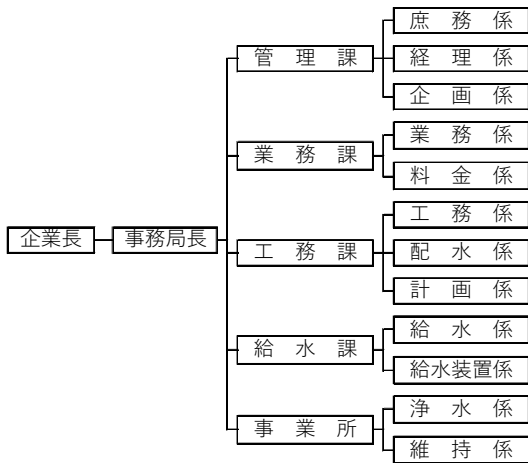 企業長
事務局長
管理課
庶務係
経理係
企画係
業務課
業務係
料金係
工務課
工務係
配水係
計画係
給水課
給水係
給水装置係
事業所
浄水係
維持係